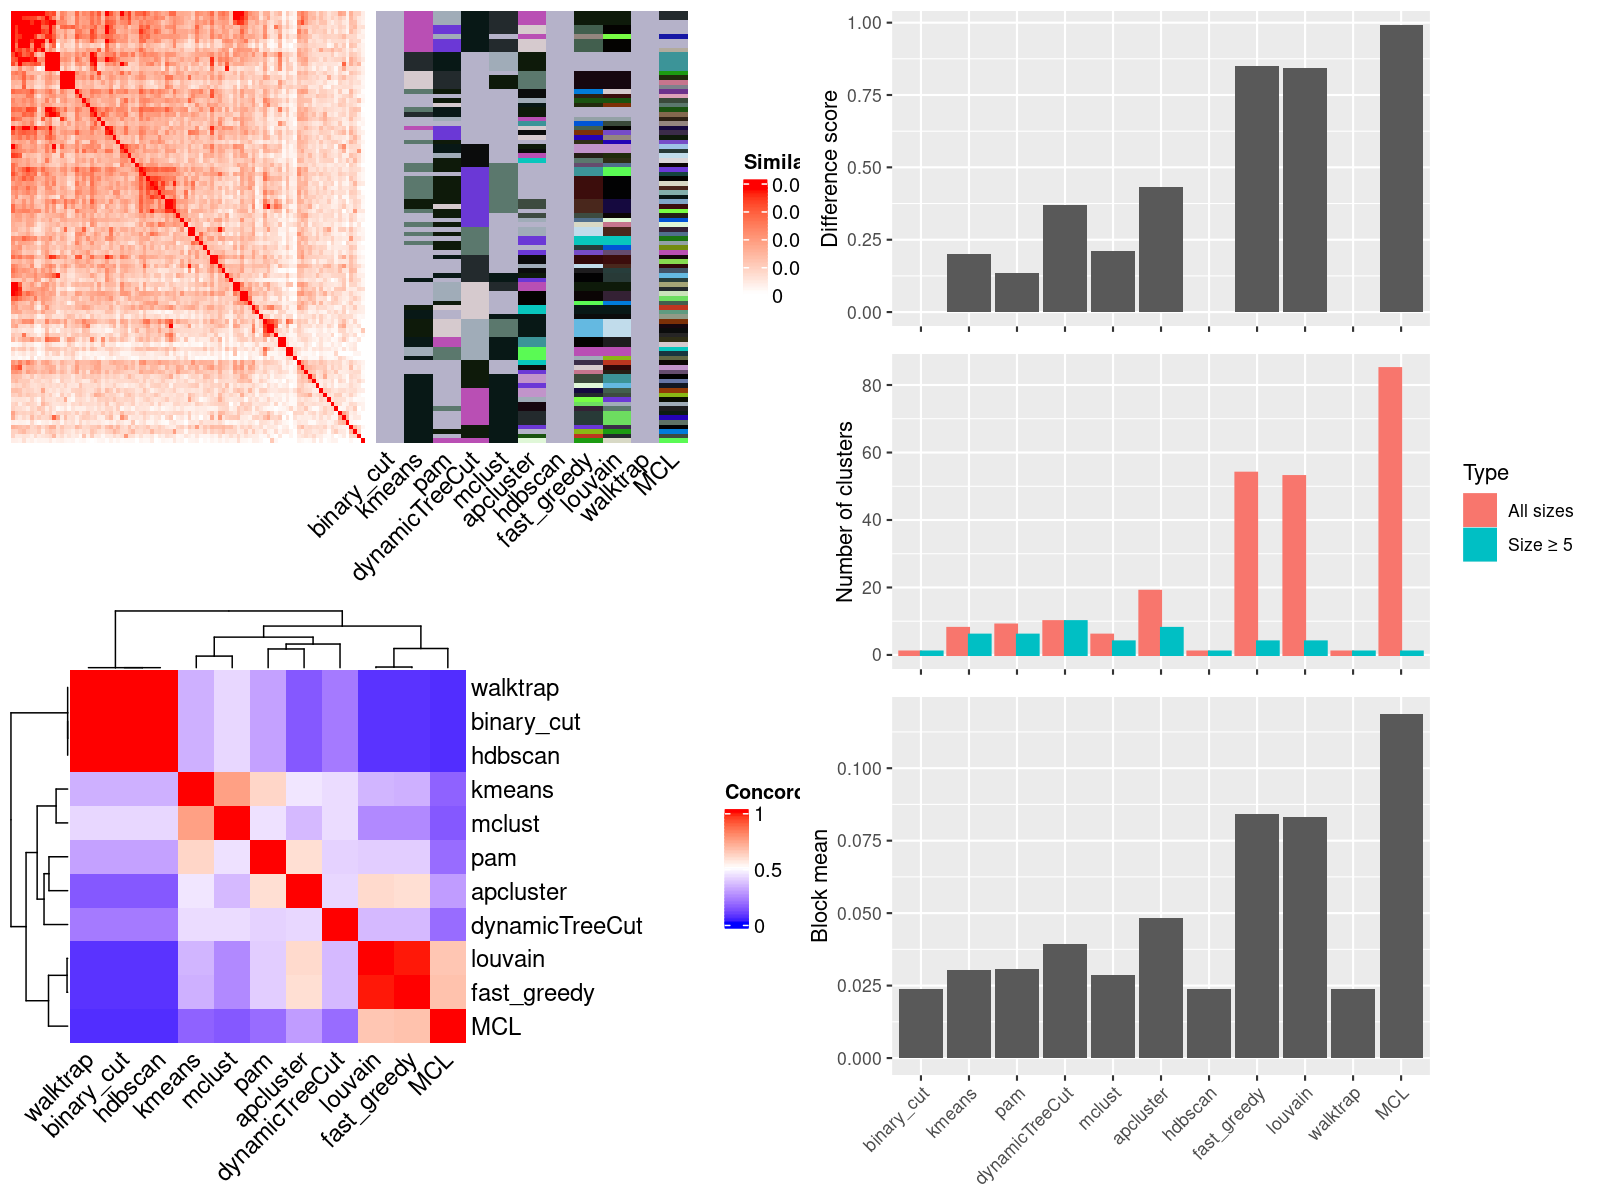 Simila
0.0
0.0
0.0
0.0
0
binary_cut
kmeans
pam
dynamicTreeCut
mclust
apcluster
hdbscan
fast_greedy
louvain
walktrap
MCL
walktrap
binary_cut
hdbscan
kmeans
mclust
pam
apcluster
dynamicTreeCut
louvain
fast_greedy
MCL
walktrap
binary_cut
hdbscan
kmeans
mclust
pam
apcluster
dynamicTreeCut
louvain
fast_greedy
MCL
Concord
1
0.5
0
Difference score
1.00
0.75
0.50
0.25
0.00
Number of clusters
80
60
40
20
0
Type
All sizes
Size ≥ 5
Block mean
0.100
0.075
0.050
0.025
0.000
binary_cut
kmeans
pam
dynamicTreeCut
mclust
apcluster
hdbscan
fast_greedy
louvain
walktrap
MCL